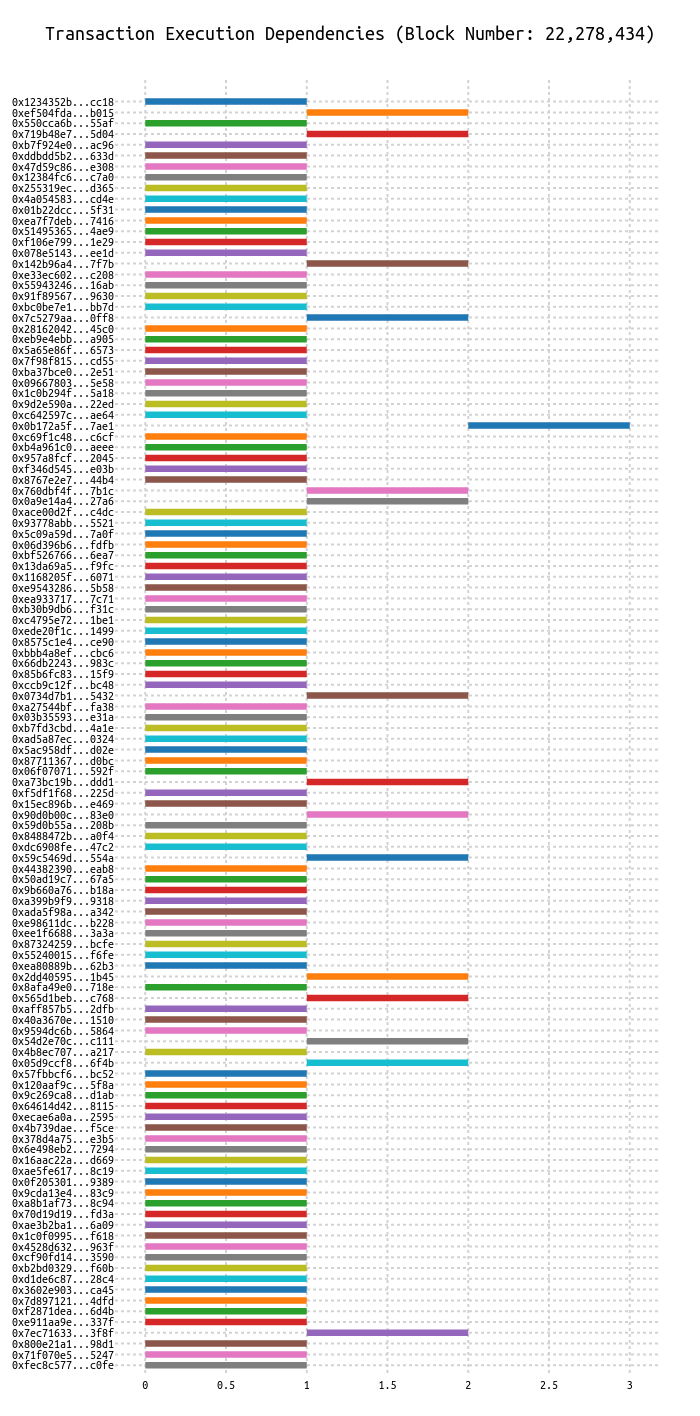 Transaction Execution Dependencies (Block Number: 22,278,434)
0x1234352b...cc18
0xef504fda...b015
0x550cca6b...55af
0x719b48e7...5d04
0xb7f924e0...ac96
0xddbdd5b2...633d
0x47d59c86...e308
0x12384fc6...c7a0
0x255319ec...d365
0x4a054583...cd4e
0x01b22dcc...5f31
0xea7f7deb...7416
0x51495365...4ae9
0xf106e799...1e29
0x078e5143...ee1d
0x142b96a4...7f7b
0xe33ec602...c208
0x55943246...16ab
0x91f89567...9630
0xbc0be7e1...bb7d
0x7c5279aa...0ff8
0x28162042...45c0
0xeb9e4ebb...a905
0x5a65e86f...6573
0x7f98f815...cd55
0xba37bce0...2e51
0x09667803...5e58
0x1c0b294f...5a18
0x9d2e590a...22ed
0xc642597c...ae64
0x0b172a5f...7ae1
0xc69f1c48...c6cf
0xb4a961c0...aeee
0x957a8fcf...2045
0xf346d545...e03b
0x8767e2e7...44b4
0x760dbf4f...7b1c
0x0a9e14a4...27a6
0xace00d2f...c4dc
0x93778abb...5521
0x5c09a59d...7a0f
0x06d396b6...fdfb
0xbf526766...6ea7
0x13da69a5...f9fc
0x1168205f...6071
0xe9543286...5b58
0xea933717...7c71
0xb30b9db6...f31c
0xc4795e72...1be1
0xede20f1c...1499
0x8575c1e4...ce90
0xbbb4a8ef...cbc6
0x66db2243...983c
0x85b6fc83...15f9
0xccb9c12f...bc48
0x0734d7b1...5432
0xa27544bf...fa38
0x03b35593...e31a
0xb7fd3cbd...4a1e
0xad5a87ec...0324
0x5ac958df...d02e
0x87711367...d0bc
0x06f07071...592f
0xa73bc19b...ddd1
0xf5df1f68...225d
0x15ec896b...e469
0x90d0b00c...83e0
0x59d0b55a...208b
0x8488472b...a0f4
0xdc6908fe...47c2
0x59c5469d...554a
0x44382390...eab8
0x50ad19c7...67a5
0x9b660a76...b18a
0xa399b9f9...9318
0xada5f98a...a342
0xe98611dc...b228
0xee1f6688...3a3a
0x87324259...bcfe
0x55240015...f6fe
0xea80889b...62b3
0x2dd40595...1b45
0x8afa49e0...718e
0x565d1beb...c768
0xaff857b5...2dfb
0x40a3670e...1510
0x9594dc6b...5864
0x54d2e70c...c111
0x4b8ec707...a217
0x05d9ccf8...6f4b
0x57fbbcf6...bc52
0x120aaf9c...5f8a
0x9c269ca8...d1ab
0x64614d42...8115
0xecae6a0a...2595
0x4b739dae...f5ce
0x378d4a75...e3b5
0x6e498eb2...7294
0x16aac22a...d669
0xae5fe617...8c19
0x0f205301...9389
0x9cda13e4...83c9
0xa8b1af73...8c94
0x70d19d19...fd3a
0xae3b2ba1...6a09
0x1c0f0995...f618
0x4528d632...963f
0xcf90fd14...3590
0xb2bd0329...f60b
0xd1de6c87...28c4
0x3602e903...ca45
0x7d897121...4dfd
0xf2871dea...6d4b
0xe911aa9e...337f
0x7ec71633...3f8f
0x800e21a1...98d1
0x71f070e5...5247
0xfec8c577...c0fe
0 0.5 1 1.5 2 2.5 3